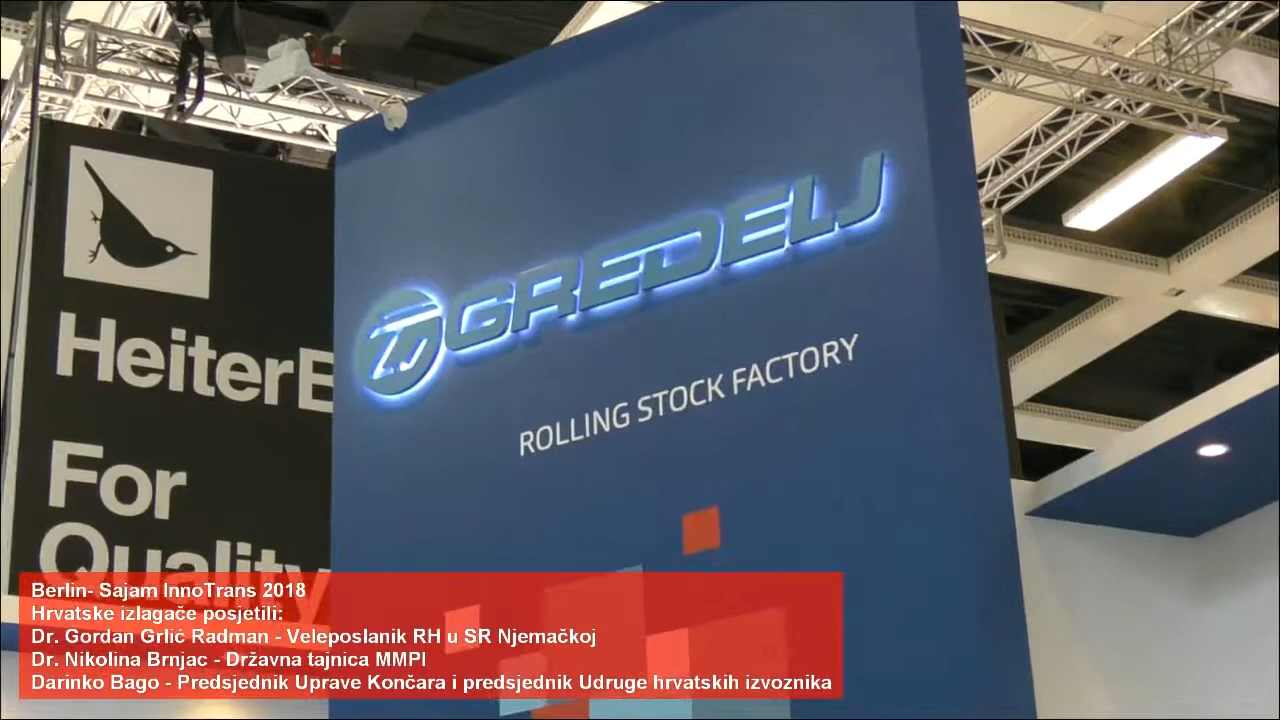 HeiterB
For
Quality
GREDELJ
ROLLING STOCK FACTORY
Berlin- Sajam InnoTrans 2018
Hrvatske izlagače posjetili:
Dr. Gordan Grlić Radman - Veleposlanik RH u SR Njemačkoj
Dr. Nikolina Brnjac - Državna tajnica MMPI
Darinko Bago - Predsjednik Uprave Končara i predsjednik Udruge hrvatskih izvoznika